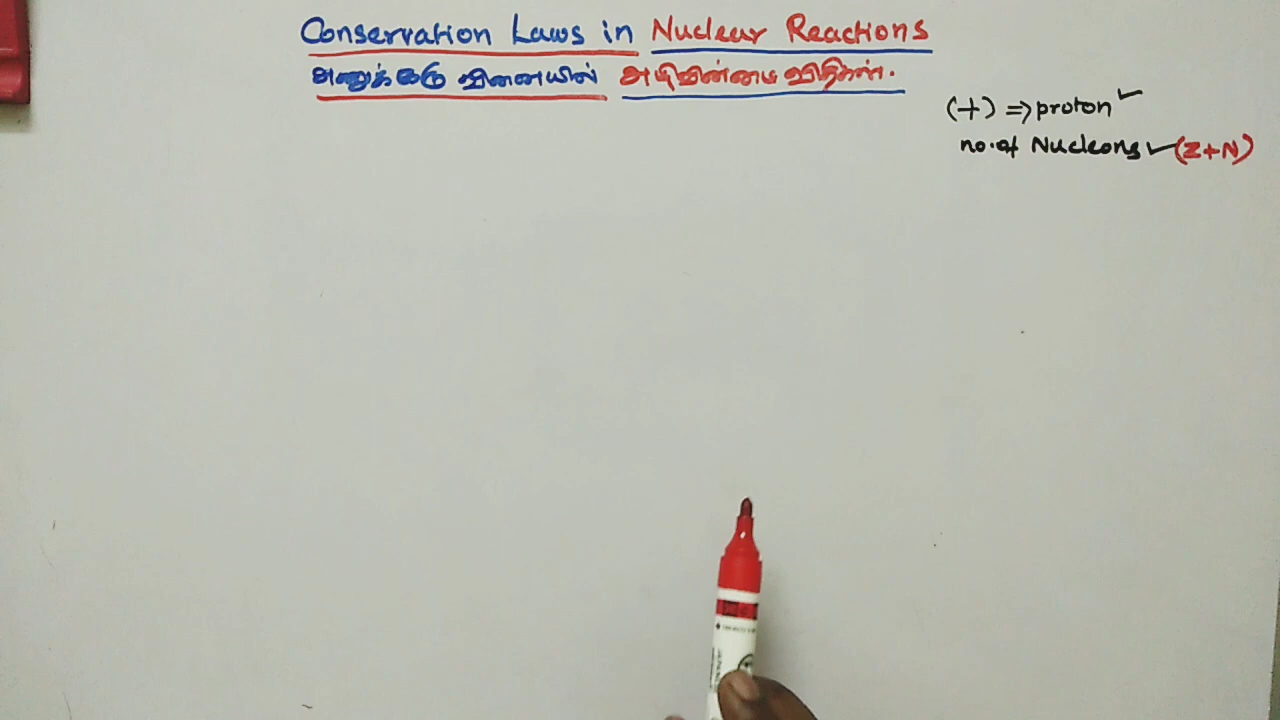 Conservation Laws in Nuclear Reactions
அணுக்கரு வினையின் அழிவின்மை விதிகள்.
(+) ⇒ proton ✓
no. of Nucleons ✓ (Z+N)